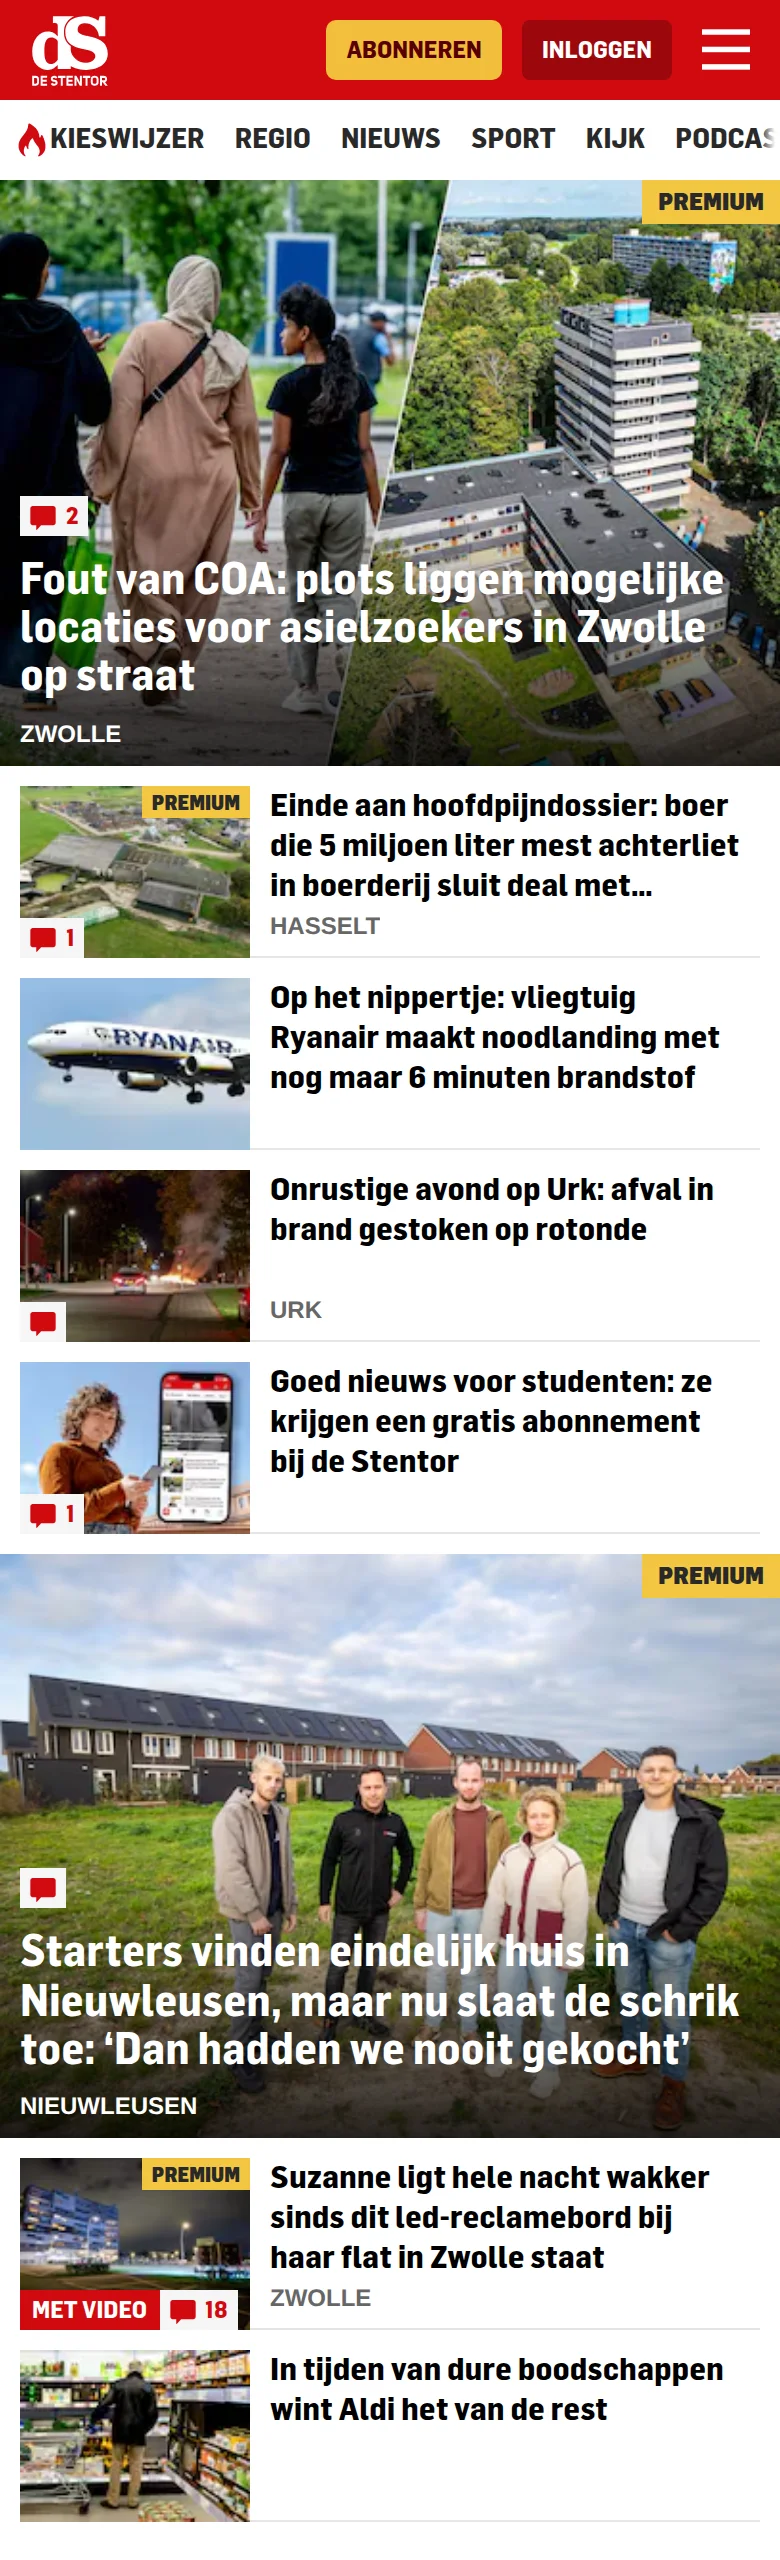 dS
DE STENTOR
ABONNEREN
INLOGGEN
KIESWIJZER
REGIO
NIEUWS
SPORT
KIJK
PODCAS
PREMIUM
2
Fout van COA: plots liggen mogelijke
locaties voor asielzoekers in Zwolle
op straat
ZWOLLE
PREMIUM
1
Einde aan hoofdpijndossier: boer
die 5 miljoen liter mest achterliet
in boerderij sluit deal met...
HASSELT
RYANAIR
Op het nippertje: vliegtuig
Ryanair maakt noodlanding met
nog maar 6 minuten brandstof
Onrustige avond op Urk: afval in
brand gestoken op rotonde
URK
1
Goed nieuws voor studenten: ze
krijgen een gratis abonnement
bij de Stentor
PREMIUM
Starters vinden eindelijk huis in
Nieuwleusen, maar nu slaat de schrik
toe: ‘Dan hadden we nooit gekocht’
NIEUWLEUSEN
PREMIUM
MET VIDEO
18
Suzanne ligt hele nacht wakker
sinds dit led-reclamebord bij
haar flat in Zwolle staat
ZWOLLE
In tijden van dure boodschappen
wint Aldi het van de rest